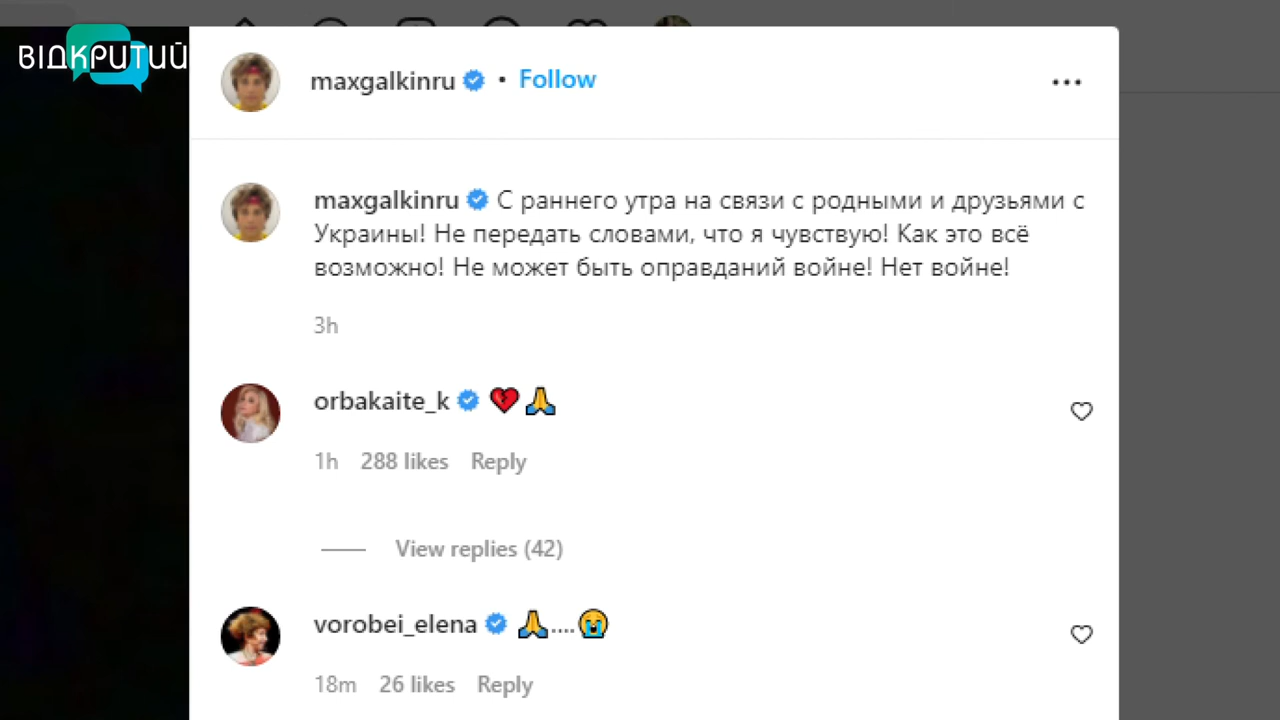 ВІДКРИТИЙ
maxgalkinru • Follow
maxgalkinru С раннего утра на связи с родными и друзьями с
Украины! Не передать словами, что я чувствую! Как это всё
возможно! Не может быть оправданий войне! Нет войне!
3h
orbakaite_k 💔🙏
1h 288 likes Reply
View replies (42)
vorobei_elena 🙏....😭
18m 26 likes Reply